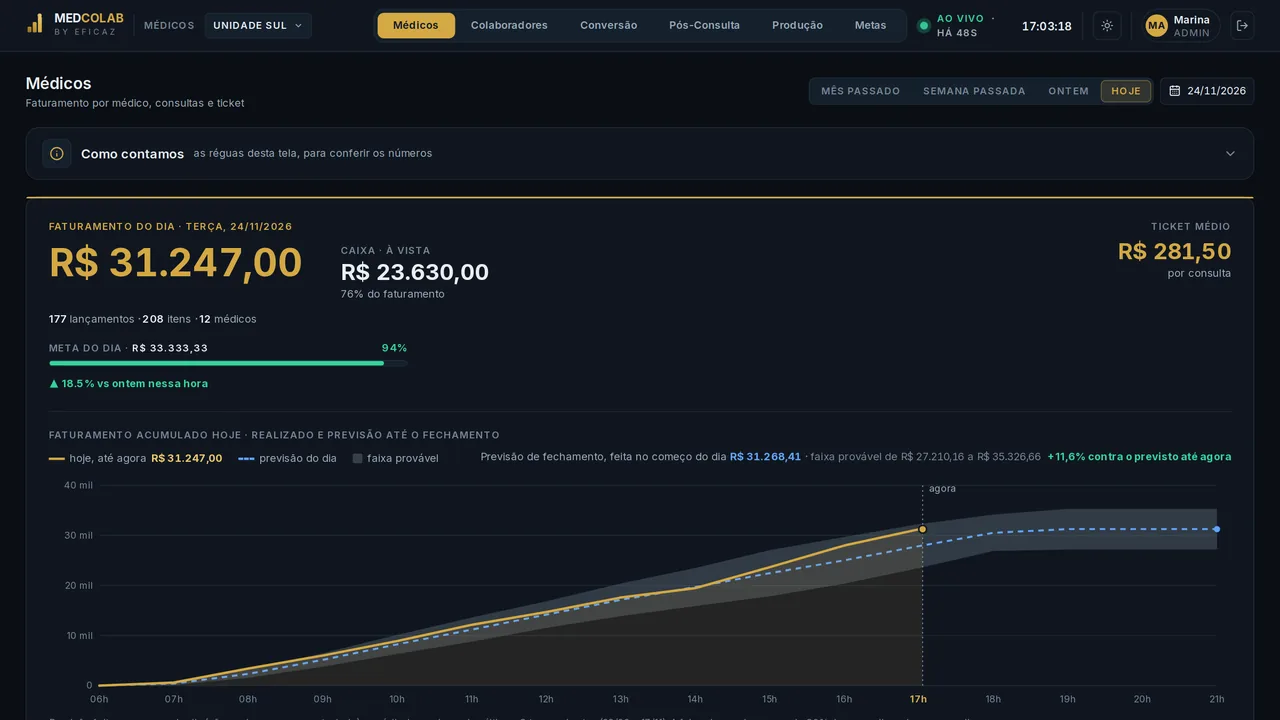 MEDCOLAB
BY EFICAZ
MÉDICOS
UNIDADE SUL
Médicos
Colaboradores
Conversão
Pós-Consulta
Produção
Metas
AO VIVO ·
HÁ 48S
17:03:18
MA
Marina
ADMIN
Médicos
Faturamento por médico, consultas e ticket
MÊS PASSADO
SEMANA PASSADA
ONTEM
HOJE
24/11/2026
Como contamos as réguas desta tela, para conferir os números
FATURAMENTO DO DIA · TERÇA, 24/11/2026
R$ 31.247,00
CAIXA · À VISTA
R$ 23.630,00
76% do faturamento
TICKET MÉDIO
R$ 281,50
por consulta
177 lançamentos · 208 itens · 12 médicos
META DO DIA · R$ 33.333,33
94%
▲ 18.5% vs ontem nessa hora
FATURAMENTO ACUMULADO HOJE · REALIZADO E PREVISÃO ATÉ O FECHAMENTO
hoje, até agora R$ 31.247,00
previsão do dia
faixa provável
Previsão de fechamento, feita no começo do dia R$ 31.268,41 · faixa provável de R$ 27.210,16 a R$ 35.326,66 +11,6% contra o previsto até agora
40 mil
30 mil
20 mil
10 mil
0
agora
06h
07h
08h
09h
10h
11h
12h
13h
14h
15h
16h
17h
18h
19h
20h
21h